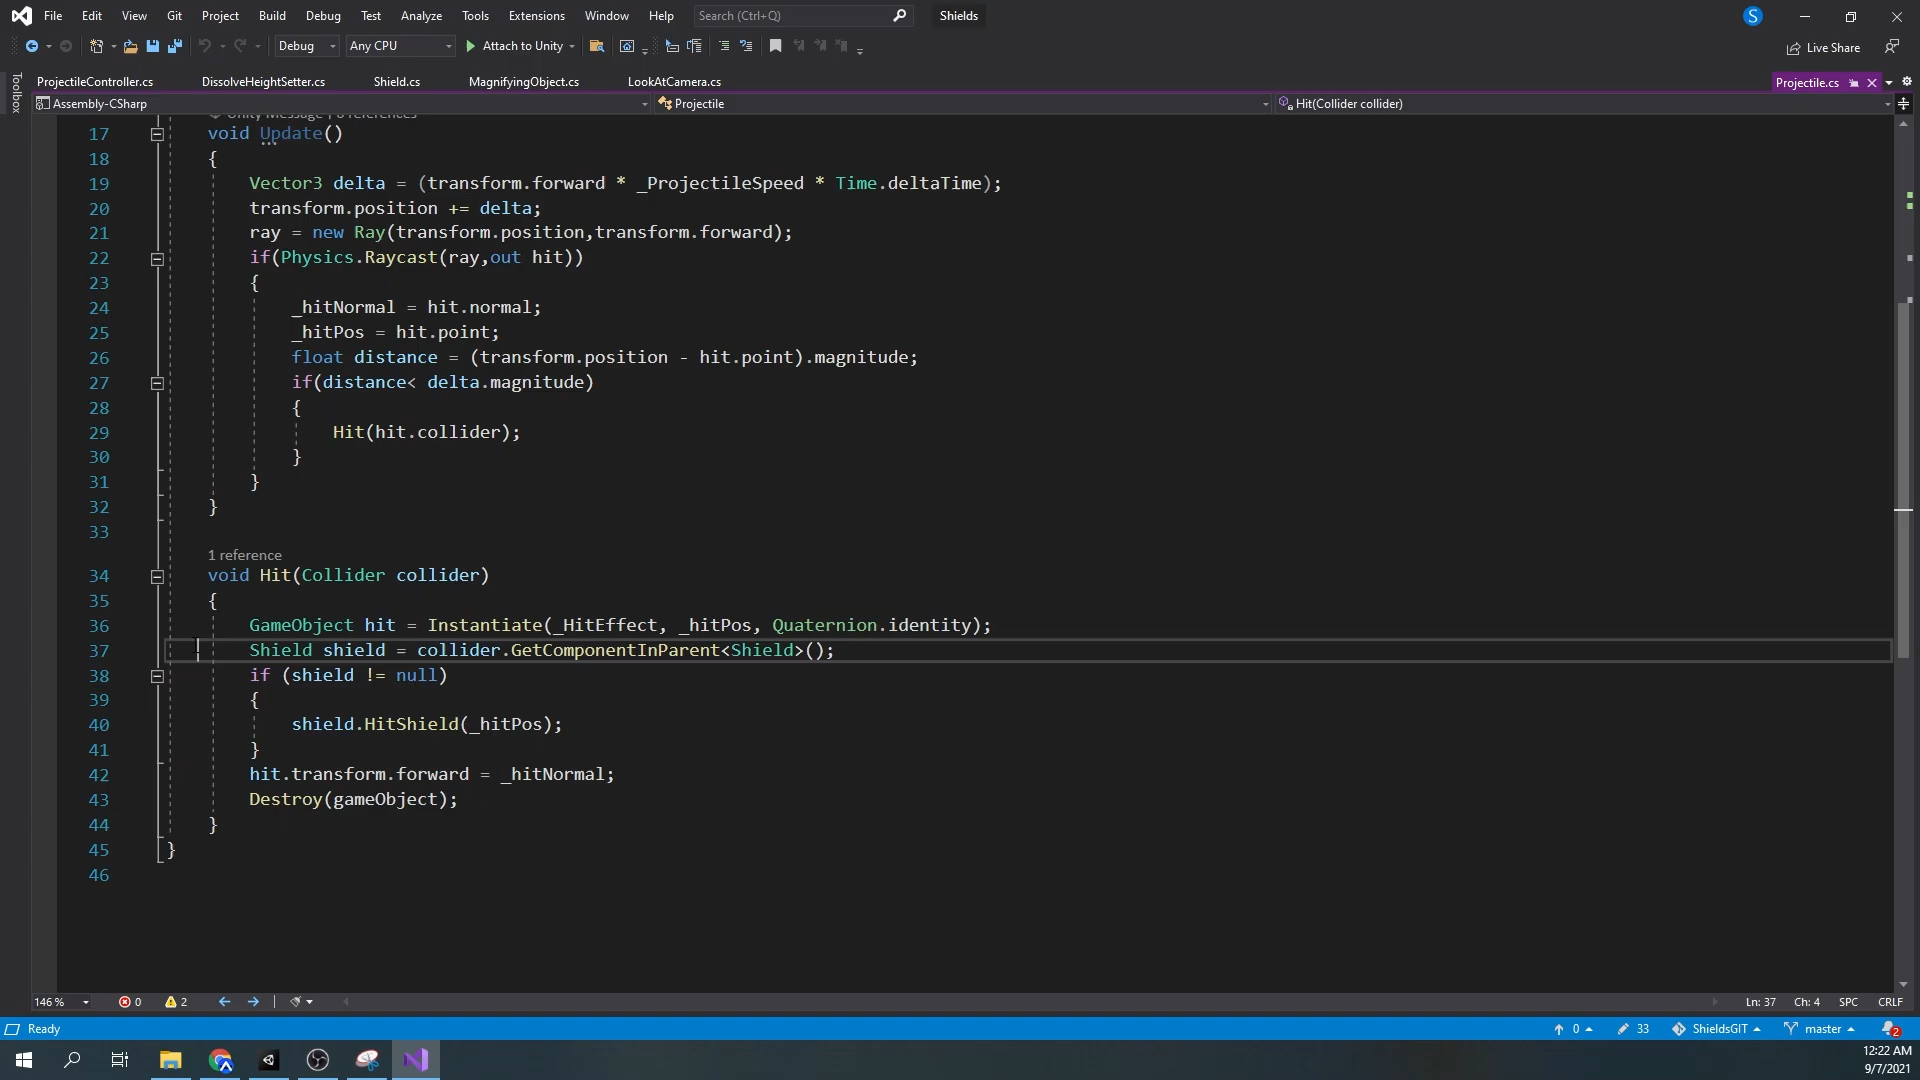 File Edit View Git Project Build Debug Test Analyze Tools Extensions Window Help Search (Ctrl+Q) Shields S
Debug Any CPU Attach to Unity Live Share
ProjectileController.cs DissolveHeightSetter.cs Shield.cs MagnifyingObject.cs LookAtCamera.cs Projectile.cs
Toolbox
Assembly-CSharp Projectile Hit(Collider collider)
17 void Update()
18 {
19 Vector3 delta = (transform.forward * _ProjectileSpeed * Time.deltaTime);
20 transform.position += delta;
21 ray = new Ray(transform.position,transform.forward);
22 if(Physics.Raycast(ray,out hit))
23 {
24 _hitNormal = hit.normal;
25 _hitPos = hit.point;
26 float distance = (transform.position - hit.point).magnitude;
27 if(distance< delta.magnitude)
28 {
29 Hit(hit.collider);
30 }
31 }
32 }
33
1 reference
34 void Hit(Collider collider)
35 {
36 GameObject hit = Instantiate(_HitEffect, _hitPos, Quaternion.identity);
37 Shield shield = collider.GetComponentInParent<Shield>();
38 if (shield != null)
39 {
40 shield.HitShield(_hitPos);
41 }
42 hit.transform.forward = _hitNormal;
43 Destroy(gameObject);
44 }
45 }
46
146 % 0 2 Ln: 37 Ch: 4 SPC CRLF
Ready 0 33 ShieldsGIT master 2
12:22 AM
9/7/2021